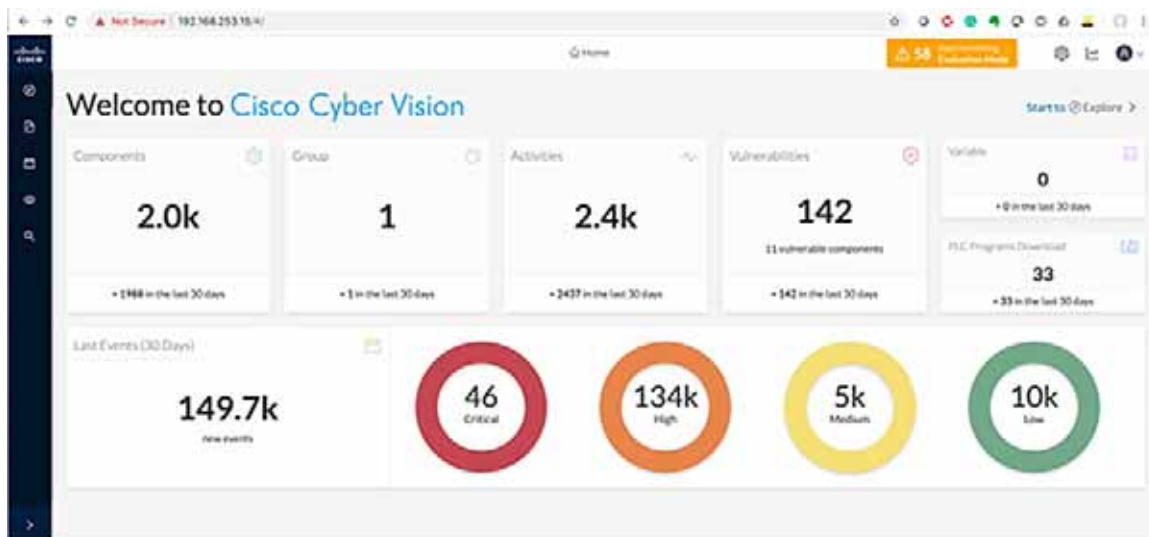 Not Secure | 192.168.253.15/#/
CISCO
Home
58
Evaluation Mode
Welcome to Cisco Cyber Vision
Start to Explore >
Components
2.0k
+ 1988 in the last 30 days
Group
1
+ 1 in the last 30 days
Activities
2.4k
+ 2437 in the last 30 days
Vulnerabilities
142
11 vulnerable components
+ 142 in the last 30 days
Variable
0
+ 0 in the last 30 days
PLC Programs Download
33
+ 33 in the last 30 days
Last Events (30 Days)
149.7k
new events
46
Critical
134k
High
5k
Medium
10k
Low